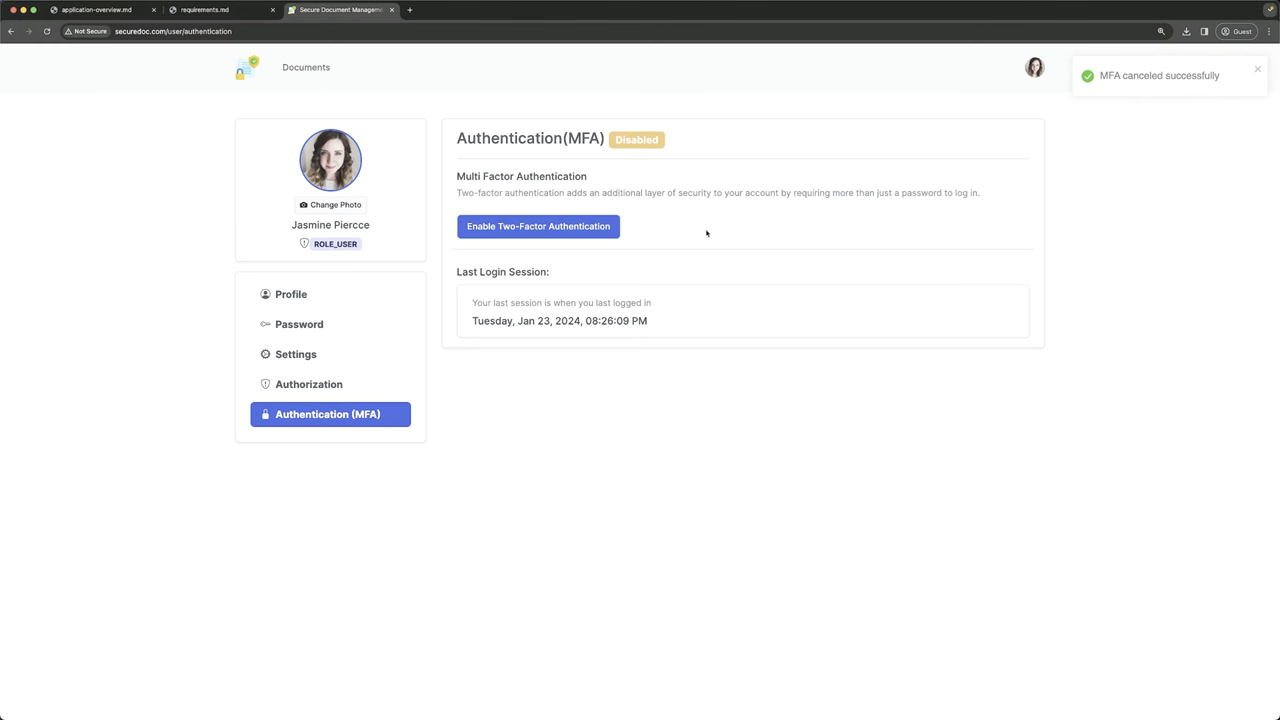 application-overview.md
requirements.md
Secure Document Managem
Not Secure
securedoc.com/user/authentication
Guest
Documents
MFA canceled successfully
Change Photo
Jasmine Piercce
ROLE_USER
Profile
Password
Settings
Authorization
Authentication (MFA)
Authentication(MFA) Disabled
Multi Factor Authentication
Two-factor authentication adds an additional layer of security to your account by requiring more than just a password to log in.
Enable Two-Factor Authentication
Last Login Session:
Your last session is when you last logged in
Tuesday, Jan 23, 2024, 08:26:09 PM